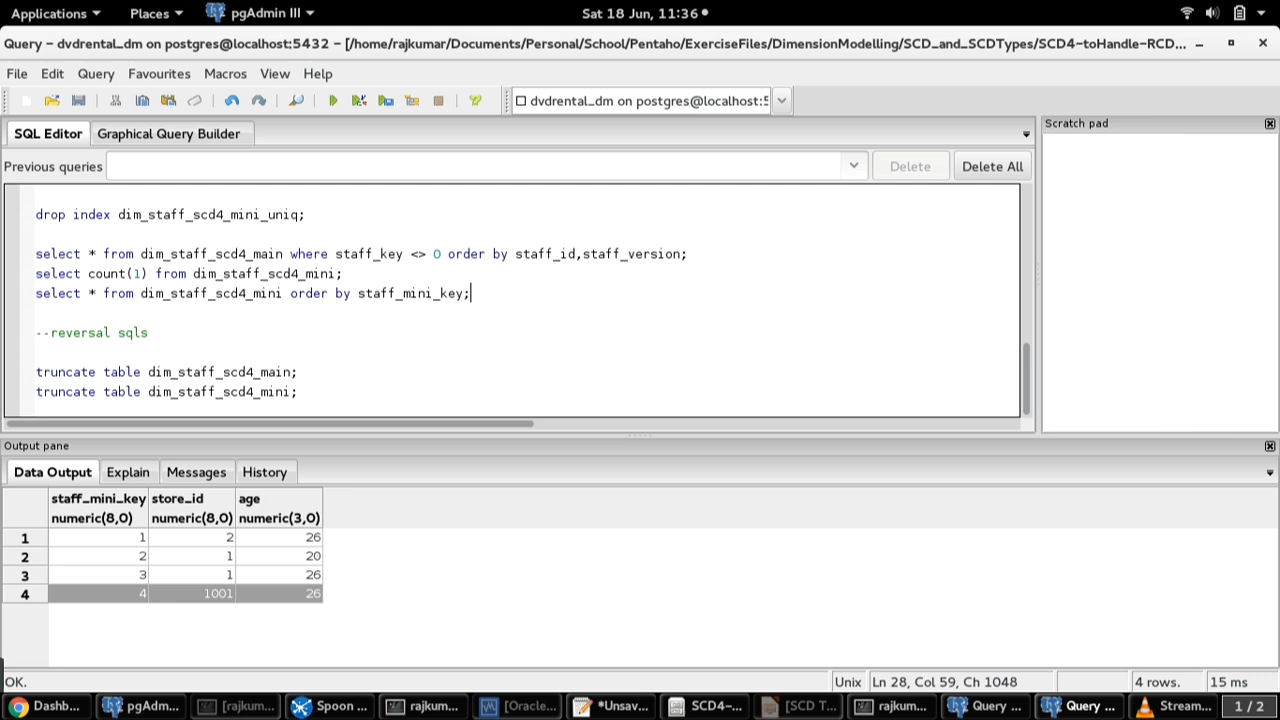 Applications Places pgAdmin III Sat 18 Jun, 11:36
Query - dvdrental_dm on postgres@localhost:5432 - [/home/rajkumar/Documents/Personal/School/Pentaho/ExerciseFiles/DimensionModelling/SCD_and_SCDTypes/SCD4-toHandle-RCD...
File Edit Query Favourites Macros View Help
dvdrental_dm on postgres@localhost:5
SQL Editor Graphical Query Builder
Scratch pad
Previous queries Delete Delete All
drop index dim_staff_scd4_mini_uniq;
select * from dim_staff_scd4_main where staff_key <> 0 order by staff_id,staff_version;
select count(1) from dim_staff_scd4_mini;
select * from dim_staff_scd4_mini order by staff_mini_key;
--reversal sqls
truncate table dim_staff_scd4_main;
truncate table dim_staff_scd4_mini;
Output pane
Data Output Explain Messages History
staff_mini_key store_id age
numeric(8,0) numeric(8,0) numeric(3,0)
1 1 2 26
2 2 1 20
3 3 1 26
4 4 1001 26
OK. Unix Ln 28, Col 59, Ch 1048 4 rows. 15 ms
Dashb... pgAdm... [rajkum... Spoon ... rajkum... [Oracle... *Unsav... SCD4-... [SCD T... rajkum... Query ... Query ... Stream... 1 / 2